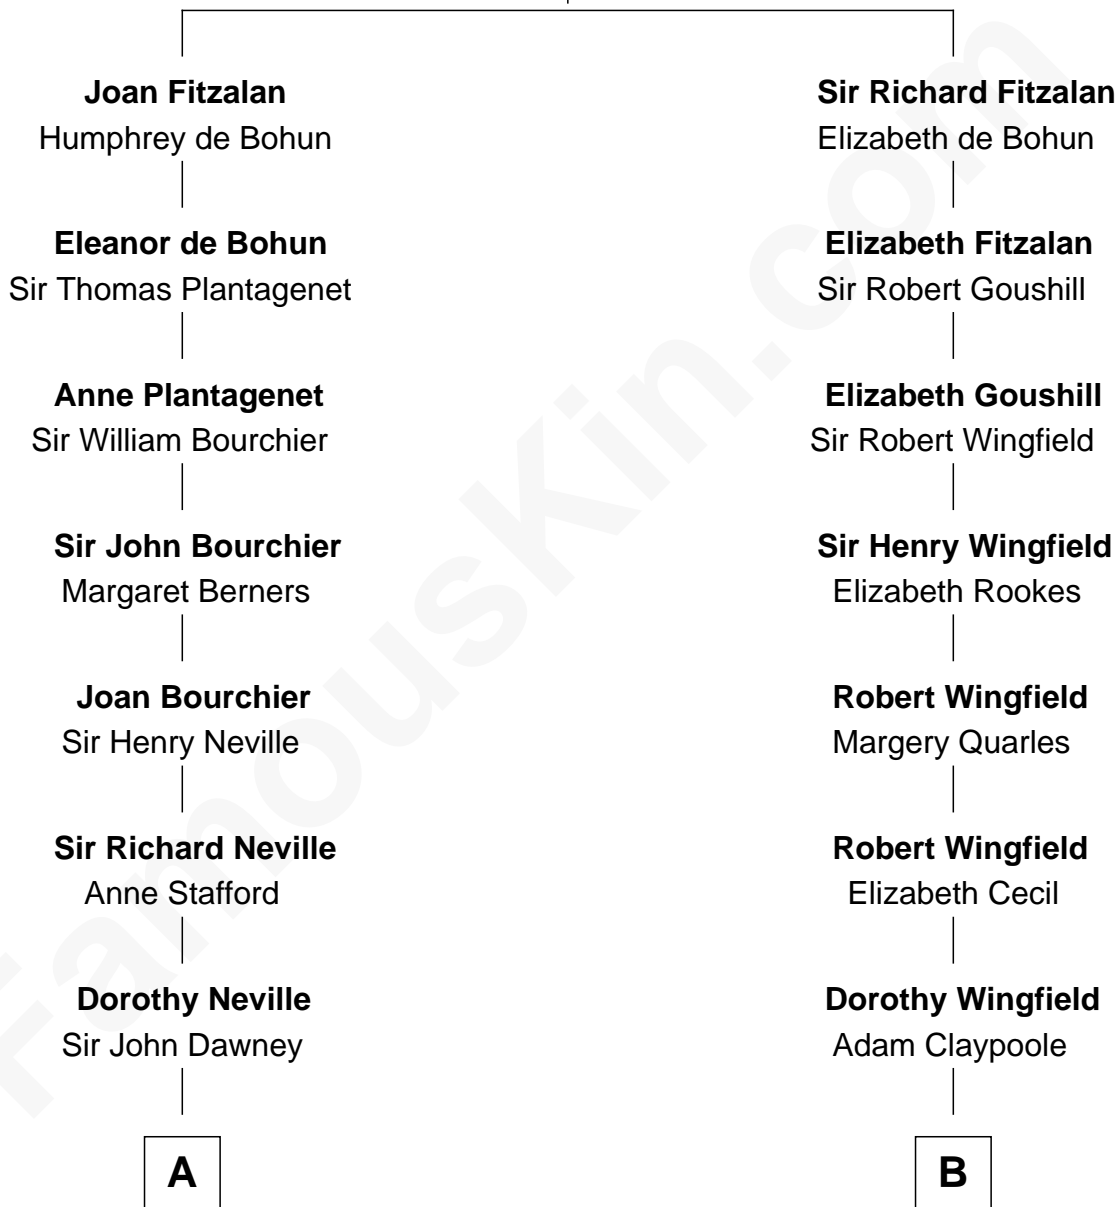 Joan Fitzalan
Humphrey de Bohun
Eleanor de Bohun
Sir Thomas Plantagenet
Anne Plantagenet
Sir William Bourchier
Sir John Bourchier
Margaret Berners
Joan Bourchier
Sir Henry Neville
Sir Richard Neville
Anne Stafford
Dorothy Neville
Sir John Dawney
A
Sir Richard Fitzalan
Elizabeth de Bohun
Elizabeth Fitzalan
Sir Robert Goushill
Elizabeth Goushill
Sir Robert Wingfield
Sir Henry Wingfield
Elizabeth Rookes
Robert Wingfield
Margery Quarles
Robert Wingfield
Elizabeth Cecil
Dorothy Wingfield
Adam Claypoole
B
FamousKin.com